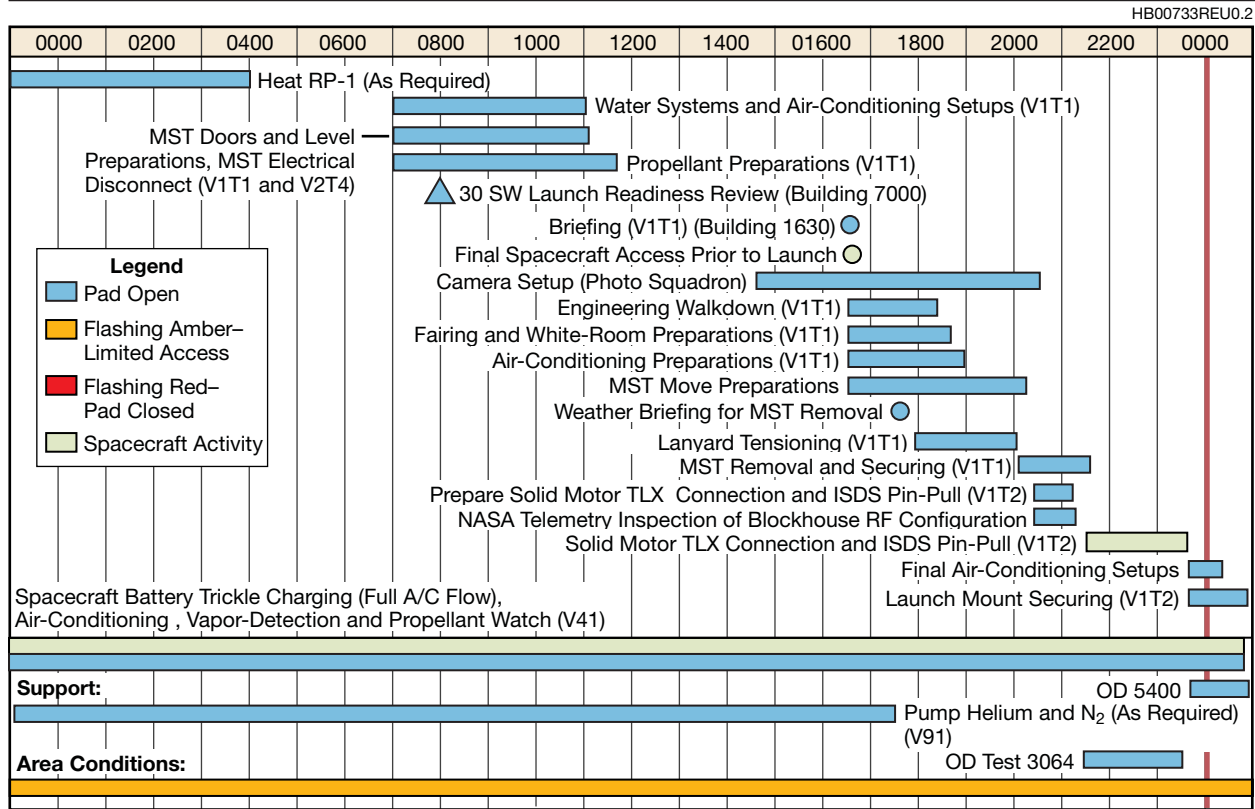 HB00733REU0.2
0000 0200 0400 0600 0800 1000 1200 1400 01600 1800 2000 2200 0000
Heat RP-1 (As Required)
Water Systems and Air-Conditioning Setups (V1T1)
MST Doors and Level
Preparations, MST Electrical
Disconnect (V1T1 and V2T4)
Propellant Preparations (V1T1)
30 SW Launch Readiness Review (Building 7000)
Briefing (V1T1) (Building 1630)
Final Spacecraft Access Prior to Launch
Camera Setup (Photo Squadron)
Engineering Walkdown (V1T1)
Fairing and White-Room Preparations (V1T1)
Air-Conditioning Preparations (V1T1)
MST Move Preparations
Weather Briefing for MST Removal
Lanyard Tensioning (V1T1)
MST Removal and Securing (V1T1)
Prepare Solid Motor TLX Connection and ISDS Pin-Pull (V1T2)
NASA Telemetry Inspection of Blockhouse RF Configuration
Solid Motor TLX Connection and ISDS Pin-Pull (V1T2)
Final Air-Conditioning Setups
Launch Mount Securing (V1T2)
Legend
Pad Open
Flashing Amber–
Limited Access
Flashing Red–
Pad Closed
Spacecraft Activity
Spacecraft Battery Trickle Charging (Full A/C Flow),
Air-Conditioning , Vapor-Detection and Propellant Watch (V41)
Support:
OD 5400
Pump Helium and N₂ (As Required)
(V91)
OD Test 3064
Area Conditions: